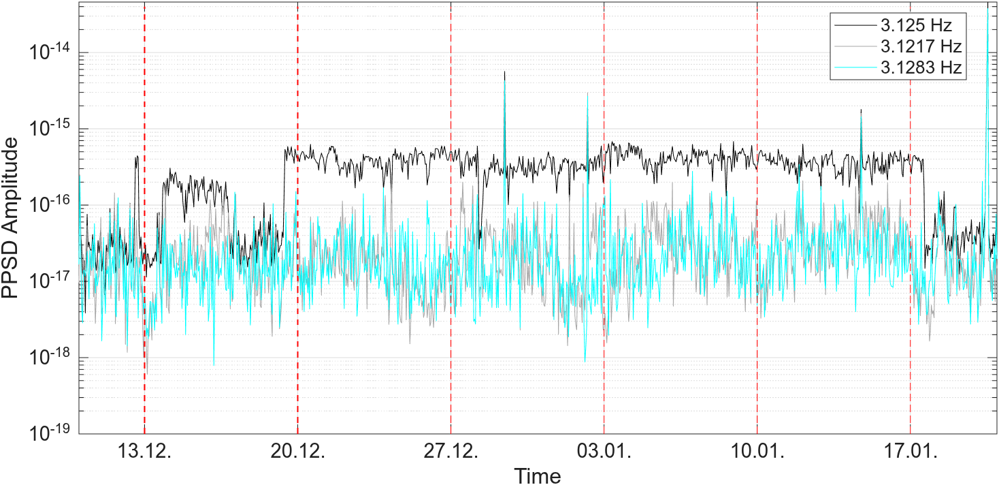 3.125 Hz
3.1217 Hz
3.1283 Hz
10-14
10-15
10-16
10-17
10-18
10-19
PPSD Amplitude
13.12. 20.12. 27.12. 03.01. 10.01. 17.01.
Time